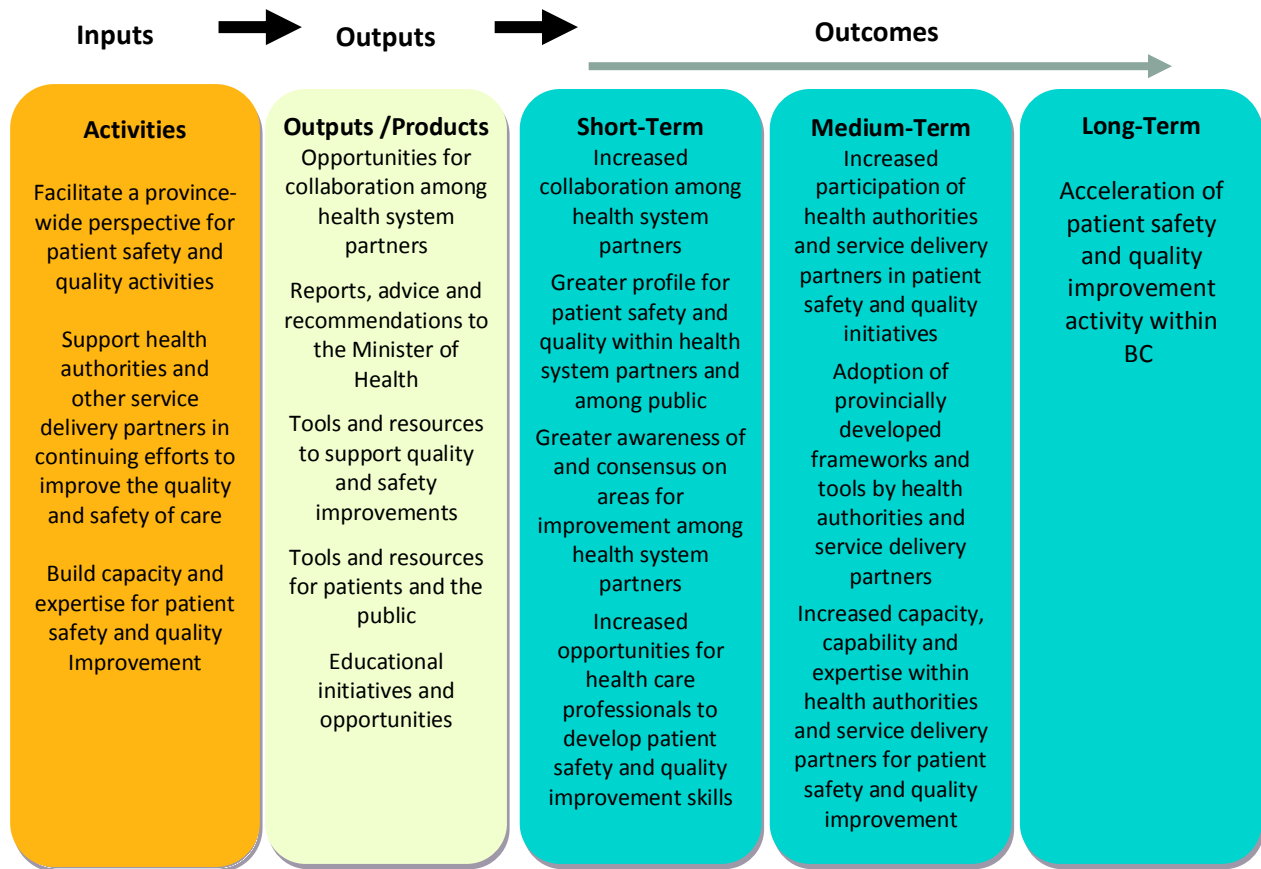 Inputs
Outputs
Outcomes
Activities
Facilitate a province-
wide perspective for
patient safety and
quality activities
Support health
authorities and
other service
delivery partners in
continuing efforts to
improve the quality
and safety of care
Build capacity and
expertise for patient
safety and quality
Improvement
Outputs /Products
Opportunities for
collaboration among
health system
partners
Reports, advice and
recommendations to
the Minister of
Health
Tools and resources
to support quality
and safety
improvements
Tools and resources
for patients and the
public
Educational
initiatives and
opportunities
Short-Term
Increased
collaboration among
health system
partners
Greater profile for
patient safety and
quality within health
system partners and
among public
Greater awareness of
and consensus on
areas for
improvement among
health system
partners
Increased
opportunities for
health care
professionals to
develop patient
safety and quality
improvement skills
Medium-Term
Increased
participation of
health authorities
and service delivery
partners in patient
safety and quality
initiatives
Adoption of
provincially
developed
frameworks and
tools by health
authorities and
service delivery
partners
Increased capacity,
capability and
expertise within
health authorities
and service delivery
partners for patient
safety and quality
improvement
Long-Term
Acceleration of
patient safety
and quality
improvement
activity within
BC